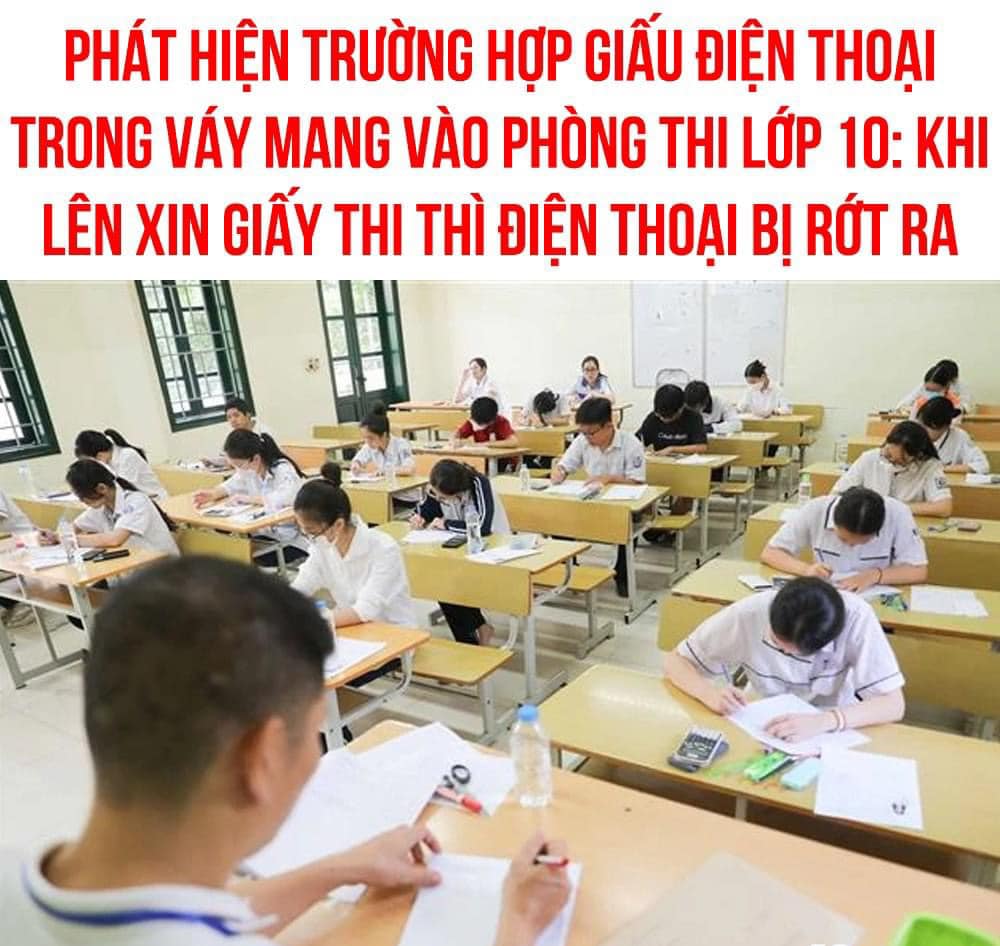 PHÁT HIỆN TRƯỜNG HỢP GIẤU ĐIỆN THOẠI
TRONG VÁY MANG VÀO PHÒNG THI LỚP 10: KHI
LÊN XIN GIẤY THI THÌ ĐIỆN THOẠI BỊ RỚT RA